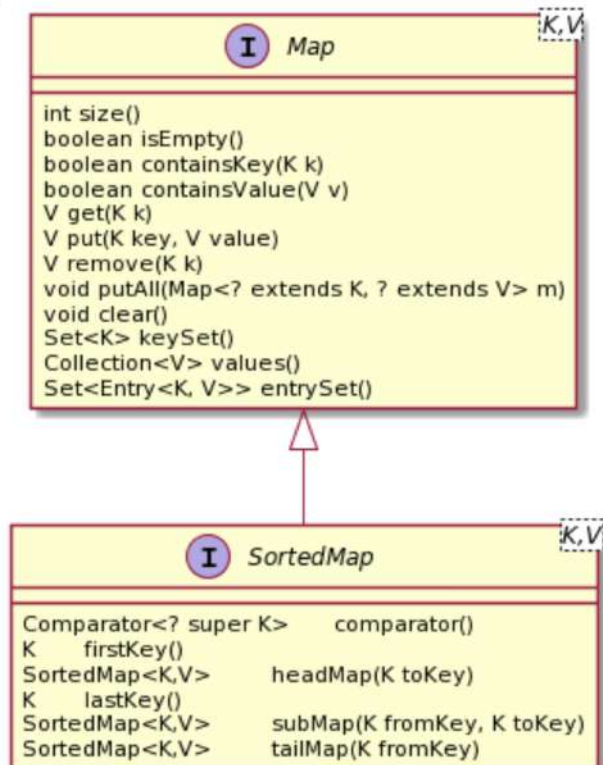 K,V
I Map
int size()
boolean isEmpty()
boolean containsKey(K k)
boolean containsValue(V v)
V get(K k)
V put(K key, V value)
V remove(K k)
void putAll(Map<? extends K, ? extends V> m)
void clear()
Set<K> keySet()
Collection<V> values()
Set<Entry<K, V>> entrySet()
K,V
I SortedMap
Comparator<? super K> comparator()
K firstKey()
SortedMap<K,V> headMap(K toKey)
K lastKey()
SortedMap<K,V> subMap(K fromKey, K toKey)
SortedMap<K,V> tailMap(K fromKey)